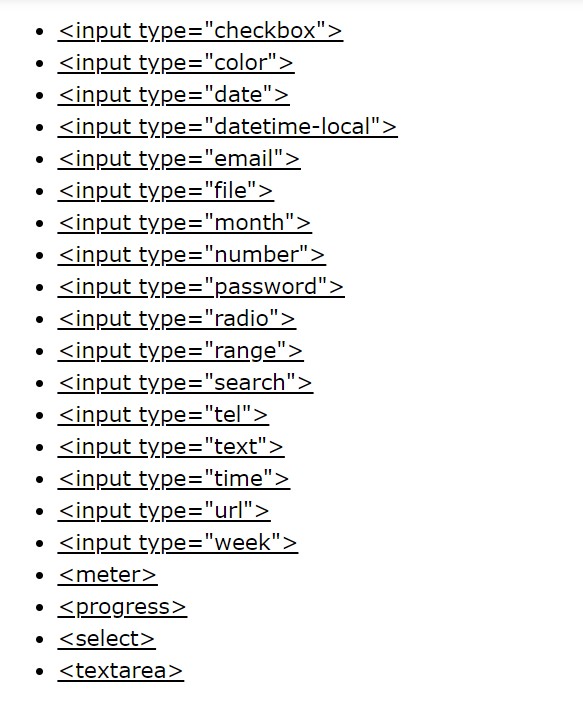 <input type="checkbox">
<input type="color">
<input type="date">
<input type="datetime-local">
<input type="email">
<input type="file">
<input type="month">
<input type="number">
<input type="password">
<input type="radio">
<input type="range">
<input type="search">
<input type="tel">
<input type="text">
<input type="time">
<input type="url">
<input type="week">
<meter>
<progress>
<select>
<textarea>